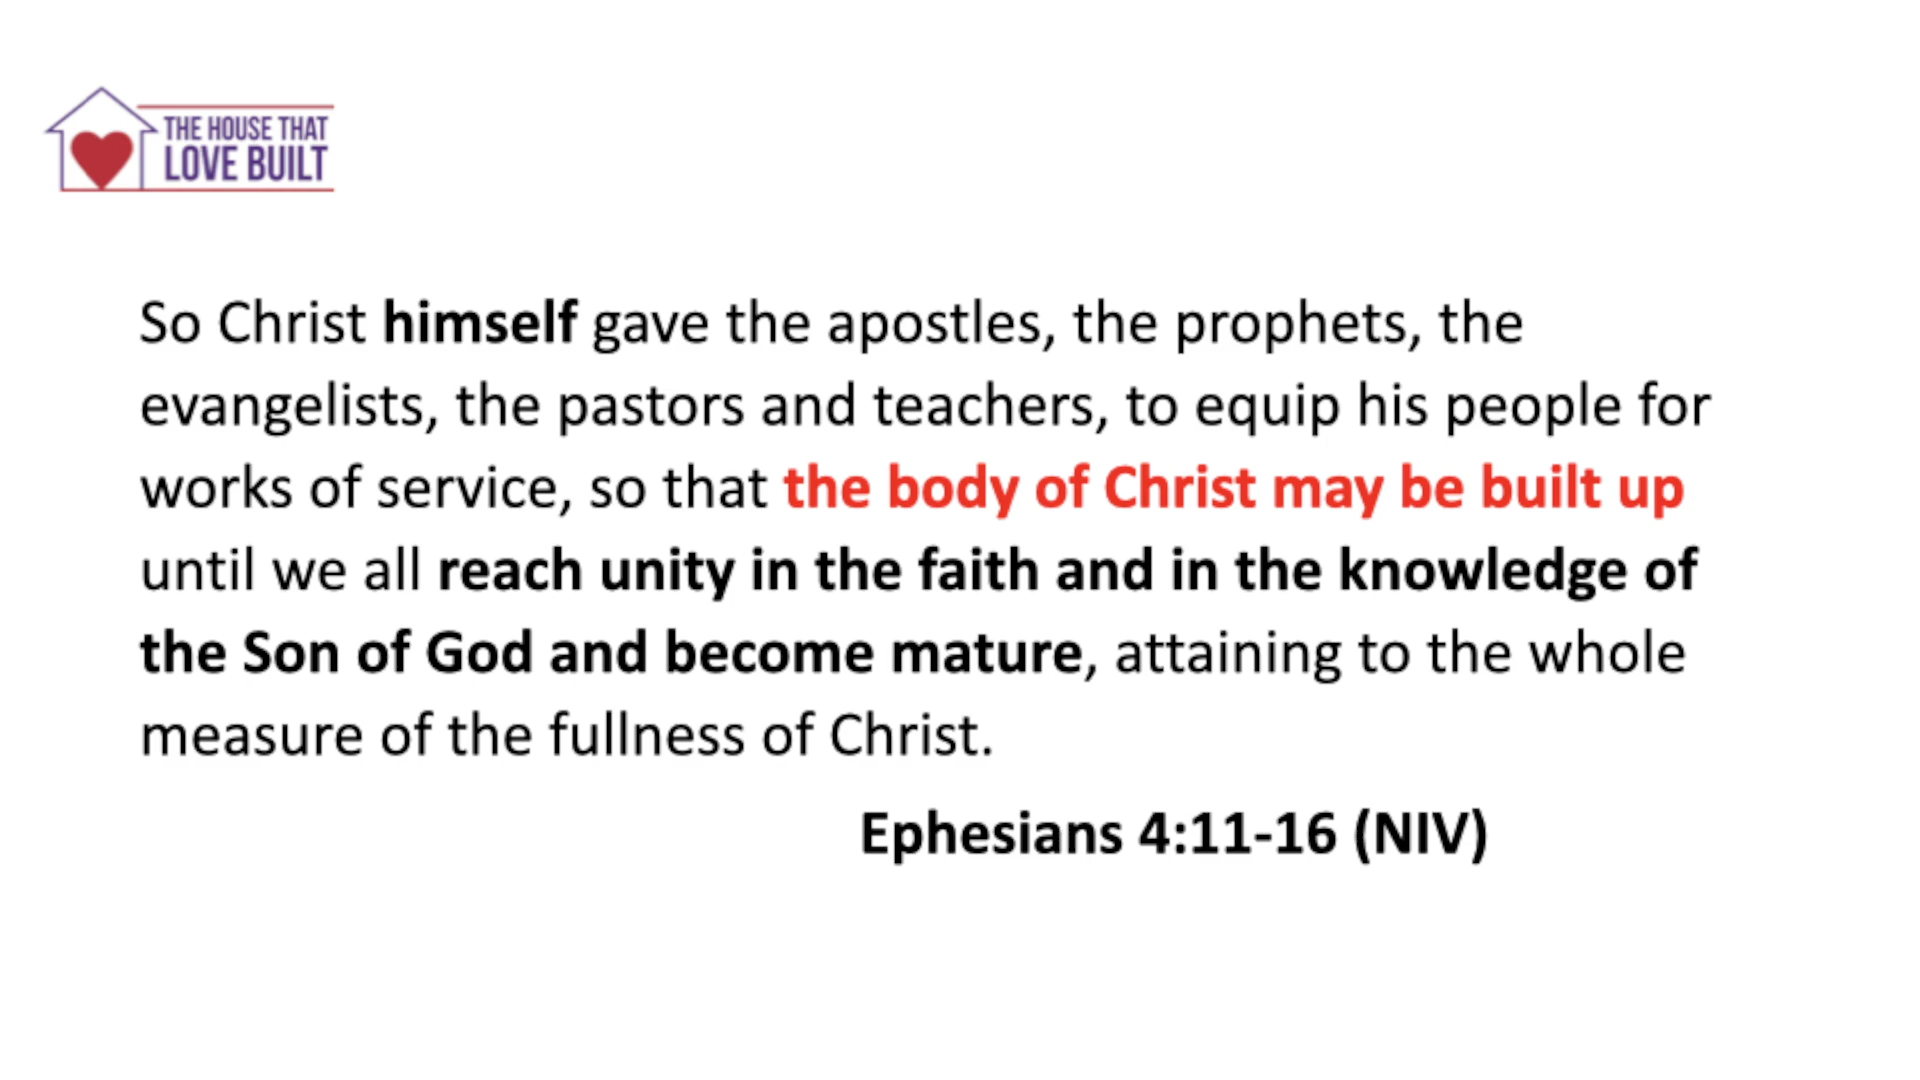 THE HOUSE THAT
LOVE BUILT
So Christ himself gave the apostles, the prophets, the
evangelists, the pastors and teachers, to equip his people for
works of service, so that the body of Christ may be built up
until we all reach unity in the faith and in the knowledge of
the Son of God and become mature, attaining to the whole
measure of the fullness of Christ.
Ephesians 4:11-16 (NIV)